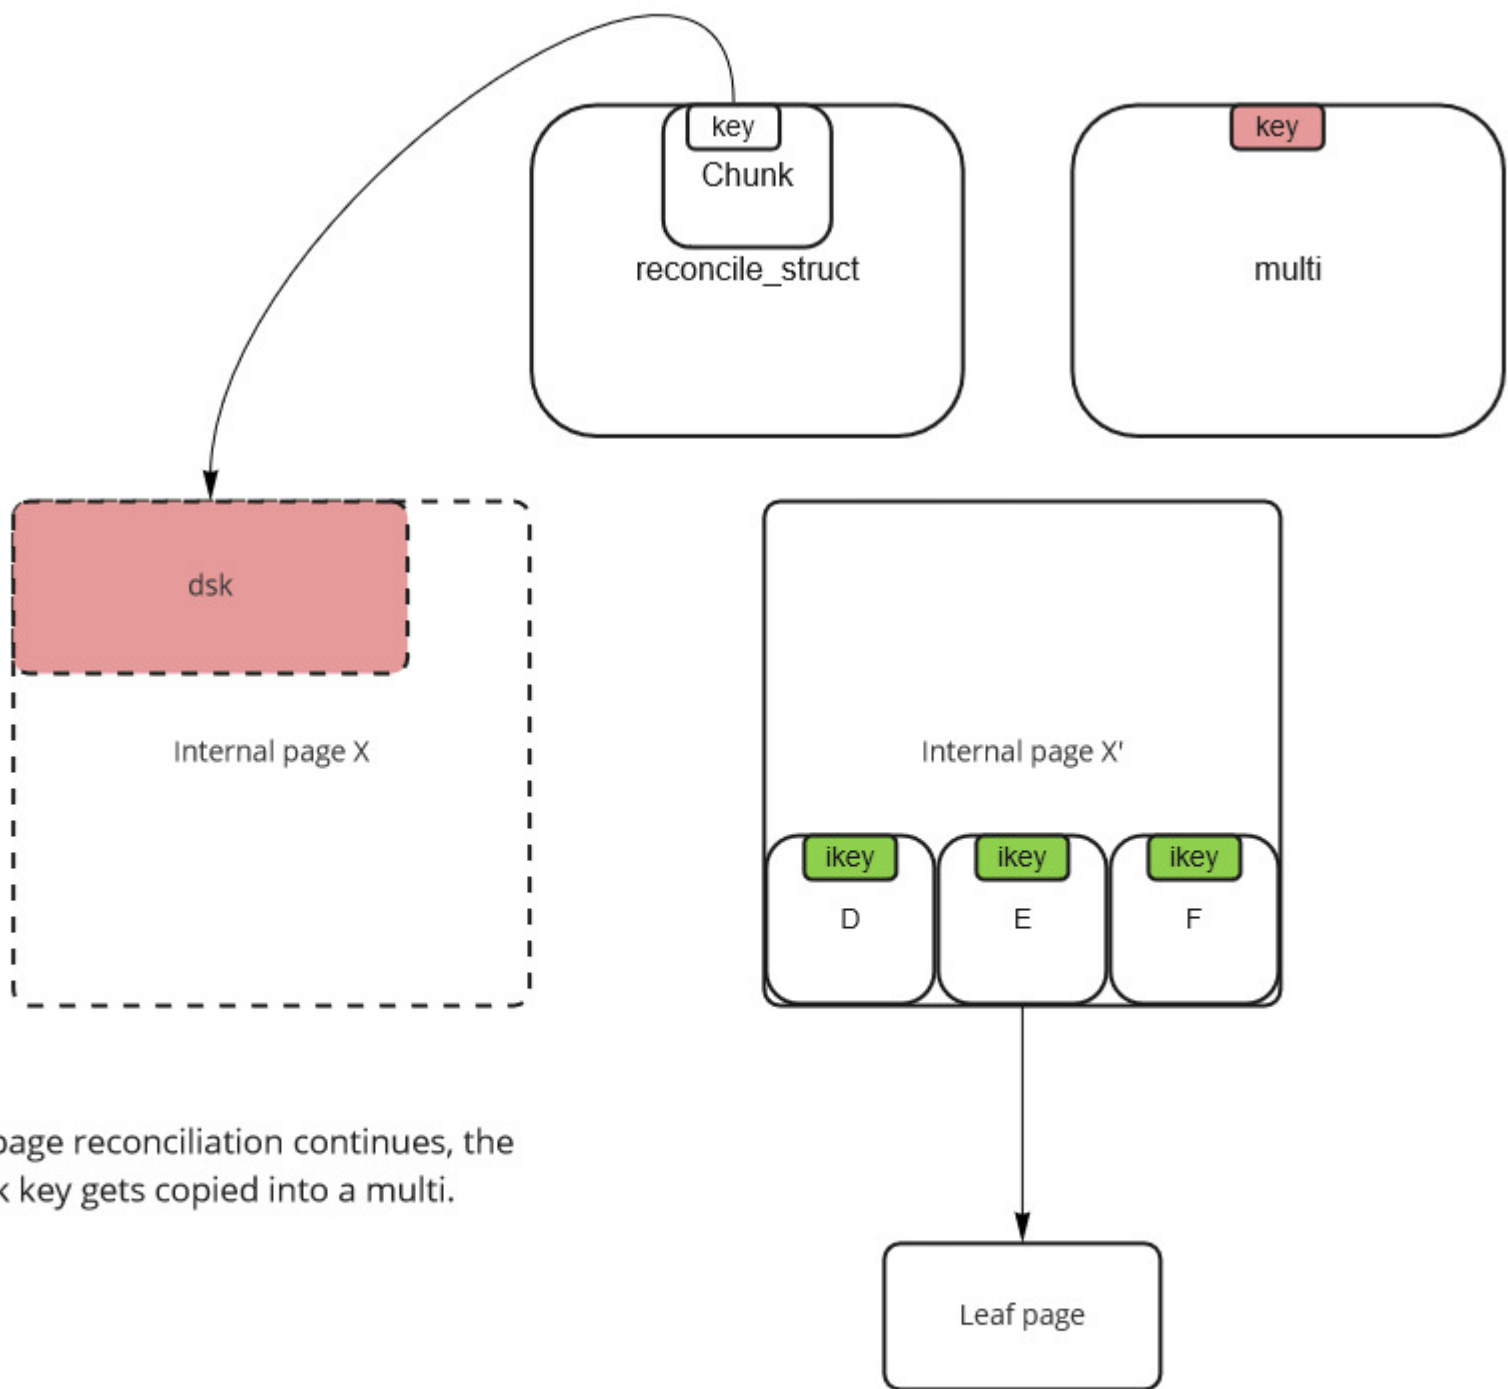 key
Chunk
reconcile_struct
key
multi
dsk
Internal page X
Internal page X'
ikey
ikey
ikey
D
E
F
page reconciliation continues, the
key gets copied into a multi.
Leaf page